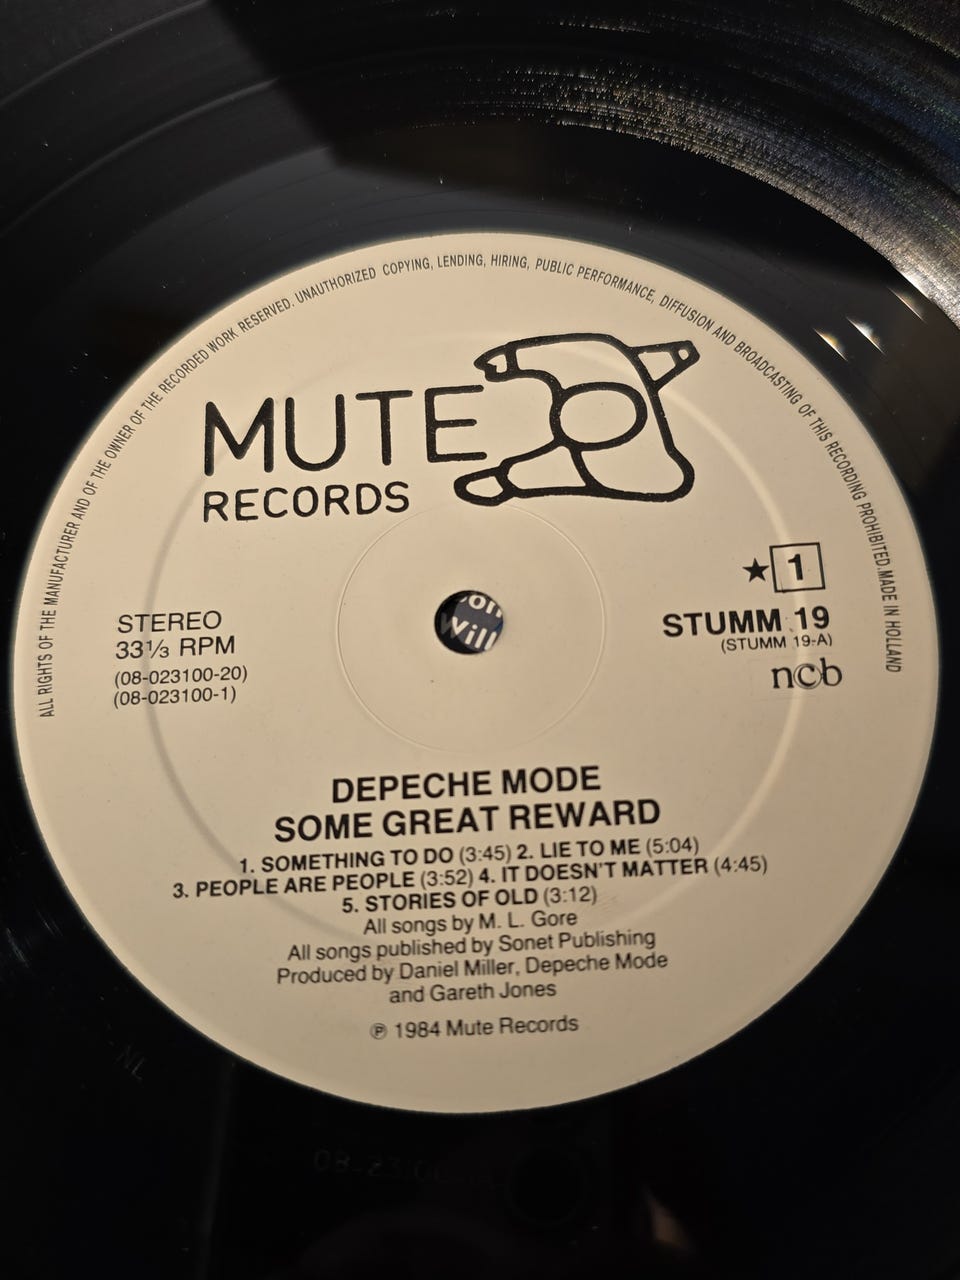 ALL RIGHTS OF THE MANUFACTURER AND OF THE OWNER OF THE RECORDED WORK RESERVED. UNAUTHORIZED COPYING, LENDING, HIRING, PUBLIC PERFORMANCE, DIFFUSION AND BROADCASTING OF THIS RECORDING PROHIBITED.MADE IN HOLLAND
MUTE
RECORDS
★ 1
STEREO
33⅓ RPM
(08-023100-20)
(08-023100-1)
STUMM 19
(STUMM 19-A)
ncb
Will
DEPECHE MODE
SOME GREAT REWARD
1. SOMETHING TO DO (3:45) 2. LIE TO ME (5:04)
3. PEOPLE ARE PEOPLE (3:52) 4. IT DOESN'T MATTER (4:45)
5. STORIES OF OLD (3:12)
All songs by M. L. Gore
All songs published by Sonet Publishing
Produced by Daniel Miller, Depeche Mode
and Gareth Jones
℗ 1984 Mute Records
NL